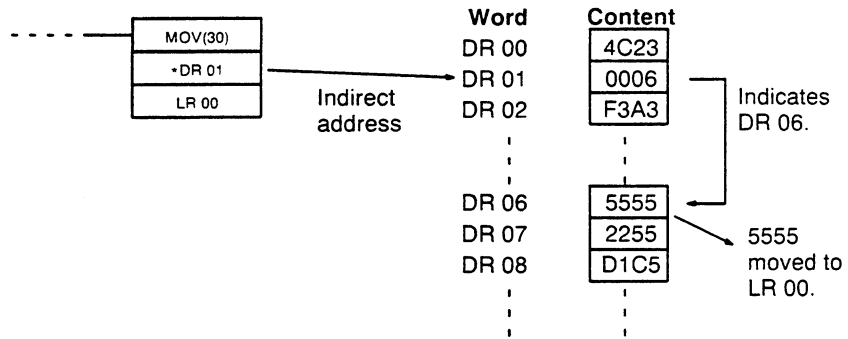 MOV(30)
*DR 01
LR 00
Indirect
address
Word Content
DR 00 4C23
DR 01 0006
DR 02 F3A3
Indicates
DR 06.
DR 06 5555
DR 07 2255
DR 08 D1C5
5555
moved to
LR 00.